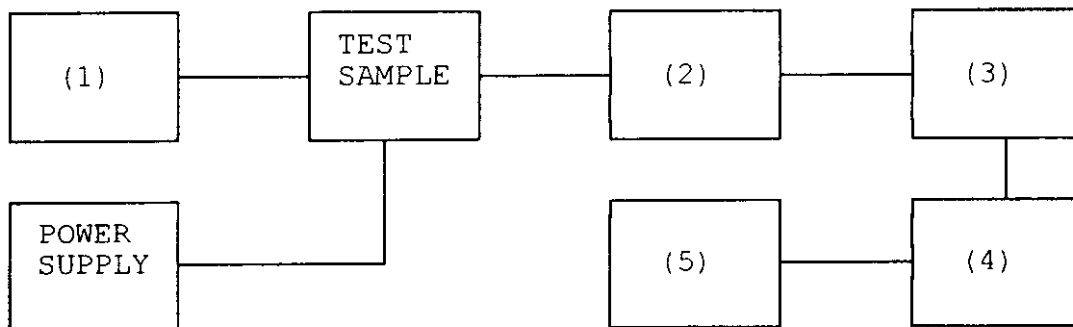 (1)
TEST
SAMPLE
(2)
(3)
POWER
SUPPLY
(5)
(4)